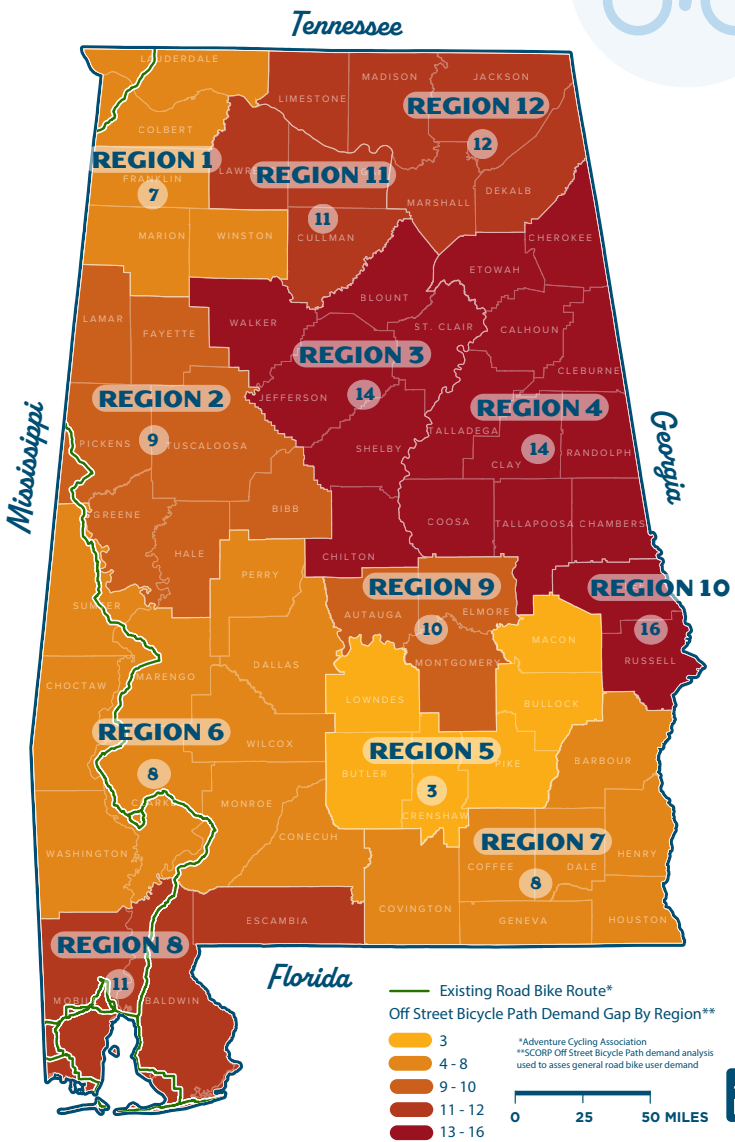 Tennessee
LAUDERDALE
MADISON
JACKSON
LIMESTONE
REGION 12
COLBERT
12
REGION 1
FRANKLIN
7
REGION 11
MARSHALL
DEKALB
11
CULLMAN
MARION
WINSTON
CHEROKEE
ETOWAH
BLOUNT
LAMAR
FAYETTE
WALKER
ST. CLAIR
CALHOUN
REGION 3
CLEBURNE
14
JEFFERSON
REGION 2
REGION 4
Mississippi
Georgia
9
PICKENS
TUSCALOOSA
TALLADEGA
14
SHELBY
CLAY
RANDOLPH
GREENE
BIBB
COOSA
TALLAPOOSA
CHAMBERS
HALE
CHILTON
PERRY
REGION 9
REGION 10
SUMTER
AUTAUGA
ELMORE
10
16
MACON
RUSSELL
MARENGO
DALLAS
MONTGOMERY
CHOCTAW
LOWNDES
BULLOCK
REGION 6
WILCOX
REGION 5
PIKE
BARBOUR
8
BUTLER
3
CLARKE
MONROE
CRENSHAW
CONECUH
REGION 7
WASHINGTON
COFFEE
DALE
HENRY
8
COVINGTON
GENEVA
HOUSTON
ESCAMBIA
REGION 8
11
MOBILE
BALDWIN
Florida
Existing Road Bike Route*
Off Street Bicycle Path Demand Gap By Region**
3
4 - 8
9 - 10
11 - 12
13 - 16
*Adventure Cycling Association
**SCORP Off Street Bicycle Path demand analysis
used to asses general road bike user demand
0 25 50 MILES